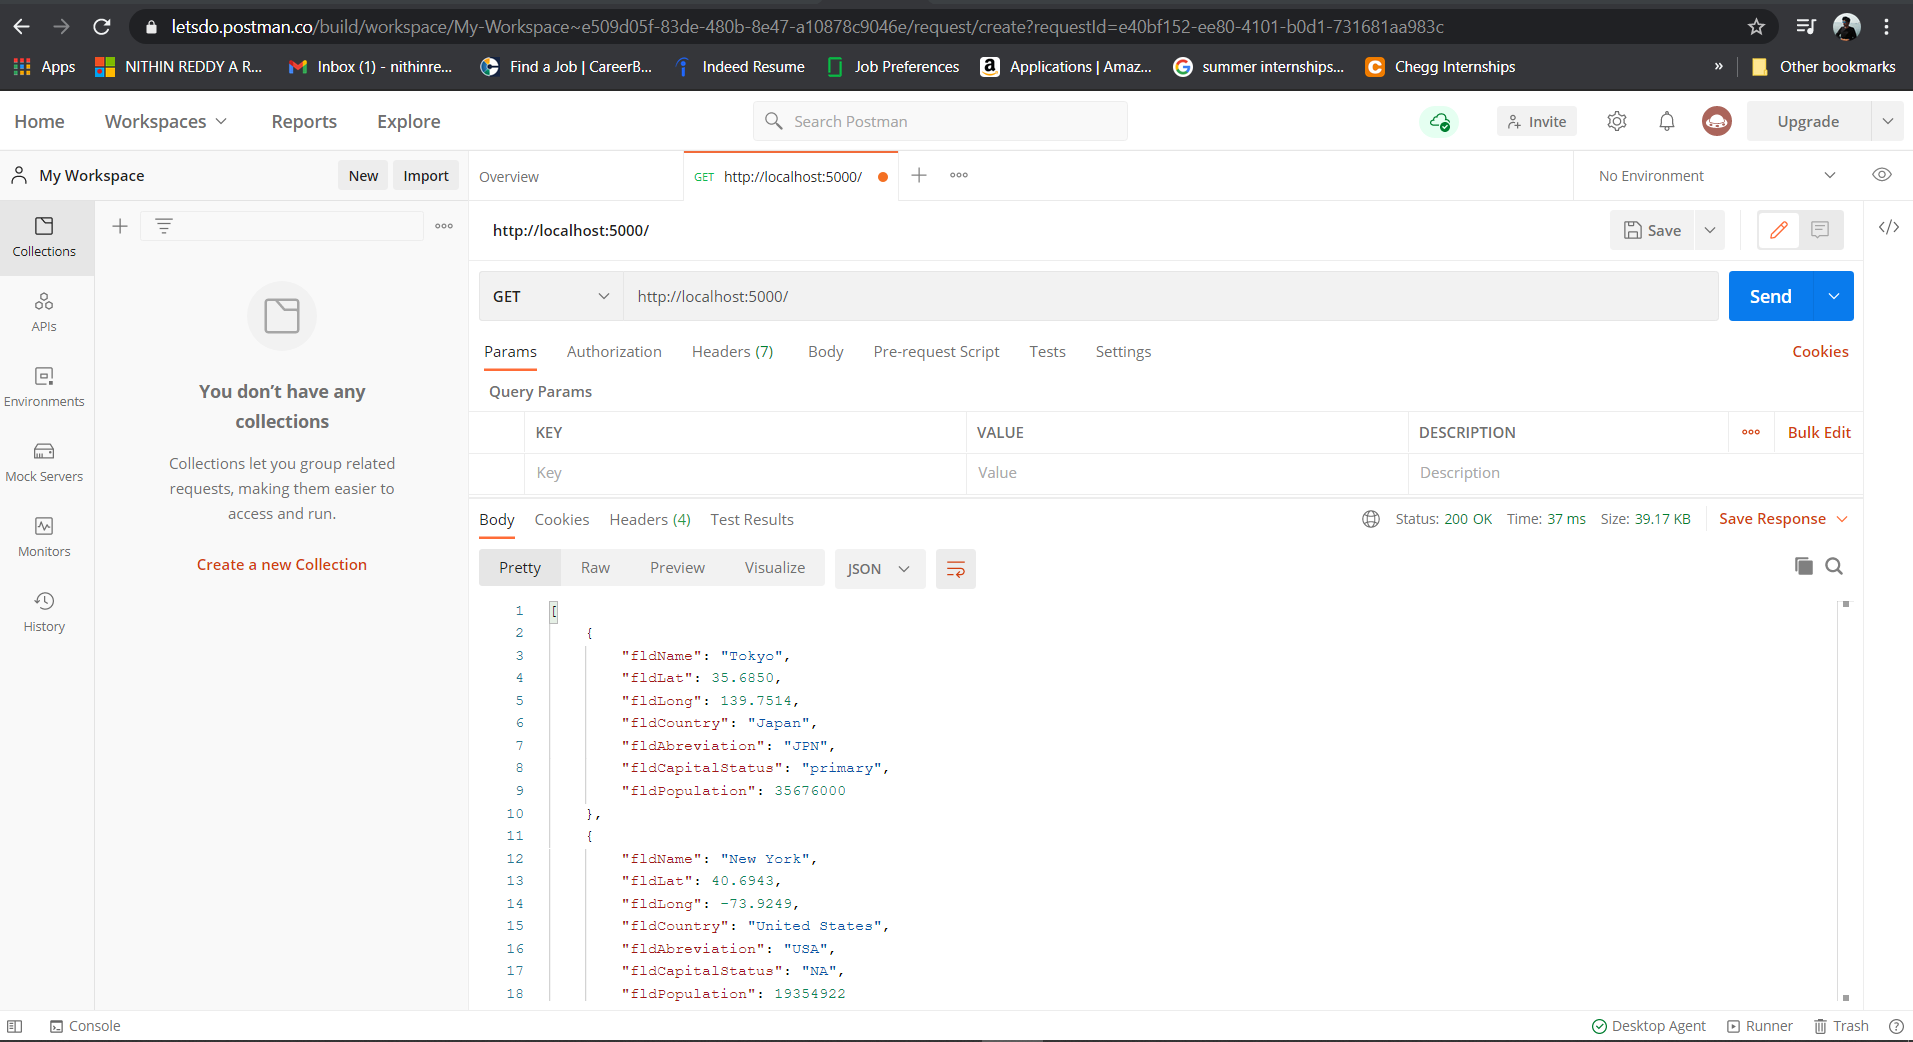 letsdo.postman.co/build/workspace/My-Workspace~e509d05f-83de-480b-8e47-a10878c9046e/request/create?requestId=e40bf152-ee80-4101-b0d1-731681aa983c
Apps NITHIN REDDY A R... Inbox (1) - nithinre... Find a Job | CareerB... Indeed Resume Job Preferences Applications | Amaz... summer internships... Chegg Internships » Other bookmarks
Home Workspaces Reports Explore Search Postman Invite Upgrade
My Workspace New Import Overview GET http://localhost:5000/ No Environment
Collections
APIs
Environments
Mock Servers
Monitors
History
You don’t have any
collections
Collections let you group related
requests, making them easier to
access and run.
Create a new Collection
http://localhost:5000/ Save
GET http://localhost:5000/ Send
Params Authorization Headers (7) Body Pre-request Script Tests Settings Cookies
Query Params
KEY VALUE DESCRIPTION Bulk Edit
Key Value Description
Body Cookies Headers (4) Test Results Status: 200 OK Time: 37 ms Size: 39.17 KB Save Response
Pretty Raw Preview Visualize JSON
1 [
2 {
3 "fldName": "Tokyo",
4 "fldLat": 35.6850,
5 "fldLong": 139.7514,
6 "fldCountry": "Japan",
7 "fldAbreviation": "JPN",
8 "fldCapitalStatus": "primary",
9 "fldPopulation": 35676000
10 },
11 {
12 "fldName": "New York",
13 "fldLat": 40.6943,
14 "fldLong": -73.9249,
15 "fldCountry": "United States",
16 "fldAbreviation": "USA",
17 "fldCapitalStatus": "NA",
18 "fldPopulation": 19354922
Console Desktop Agent Runner Trash